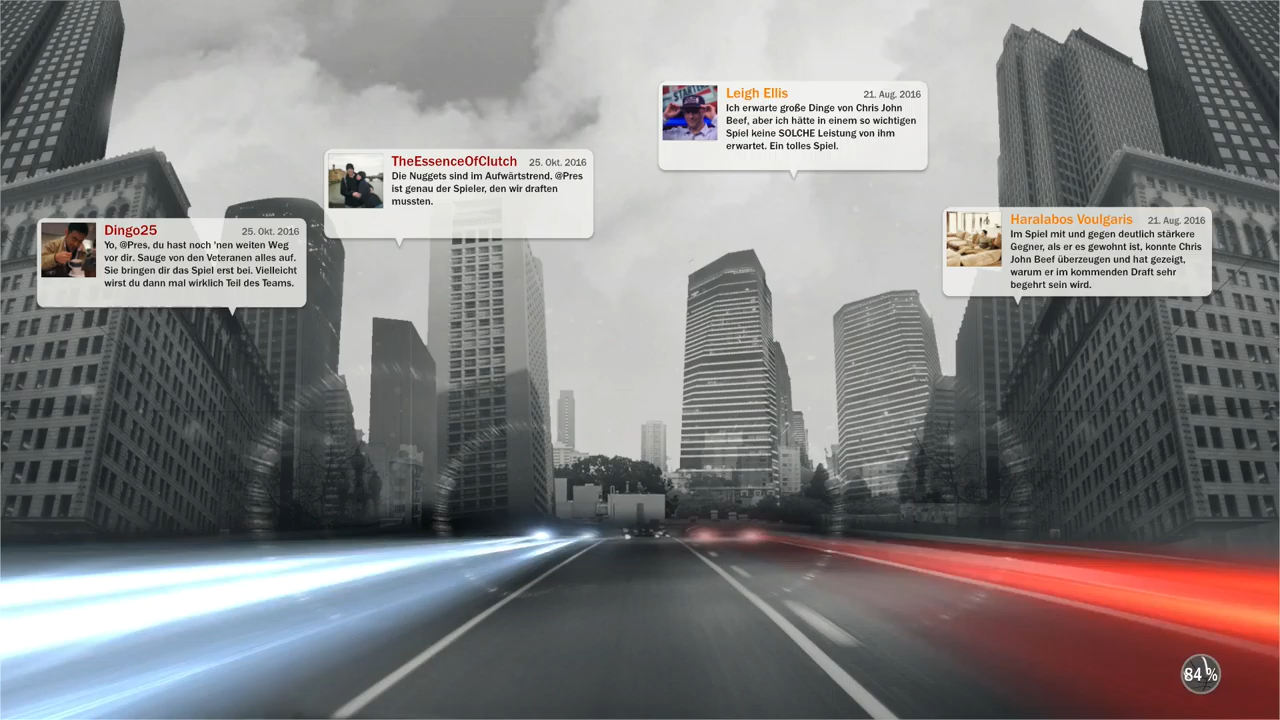 Leigh Ellis 21. Aug. 2016
Ich erwarte große Dinge von Chris John
Beef, aber ich hätte in einem so wichtigen
Spiel keine SOLCHE Leistung von ihm
erwartet. Ein tolles Spiel.
TheEssenceOfClutch 25. Okt. 2016
Die Nuggets sind im Aufwärtstrend. @Pres
ist genau der Spieler, den wir draften
mussten.
Dingo25 25. Okt. 2016
Yo, @Pres, du hast noch 'nen weiten Weg
vor dir. Sauge von den Veteranen alles auf.
Sie bringen dir das Spiel erst bei. Vielleicht
wirst du dann mal wirklich Teil des Teams.
Haralabos Voulgaris 21. Aug. 2016
Im Spiel mit und gegen deutlich stärkere
Gegner, als er es gewohnt ist, konnte Chris
John Beef überzeugen und hat gezeigt,
warum er im kommenden Draft sehr
begehrt sein wird.
84 %